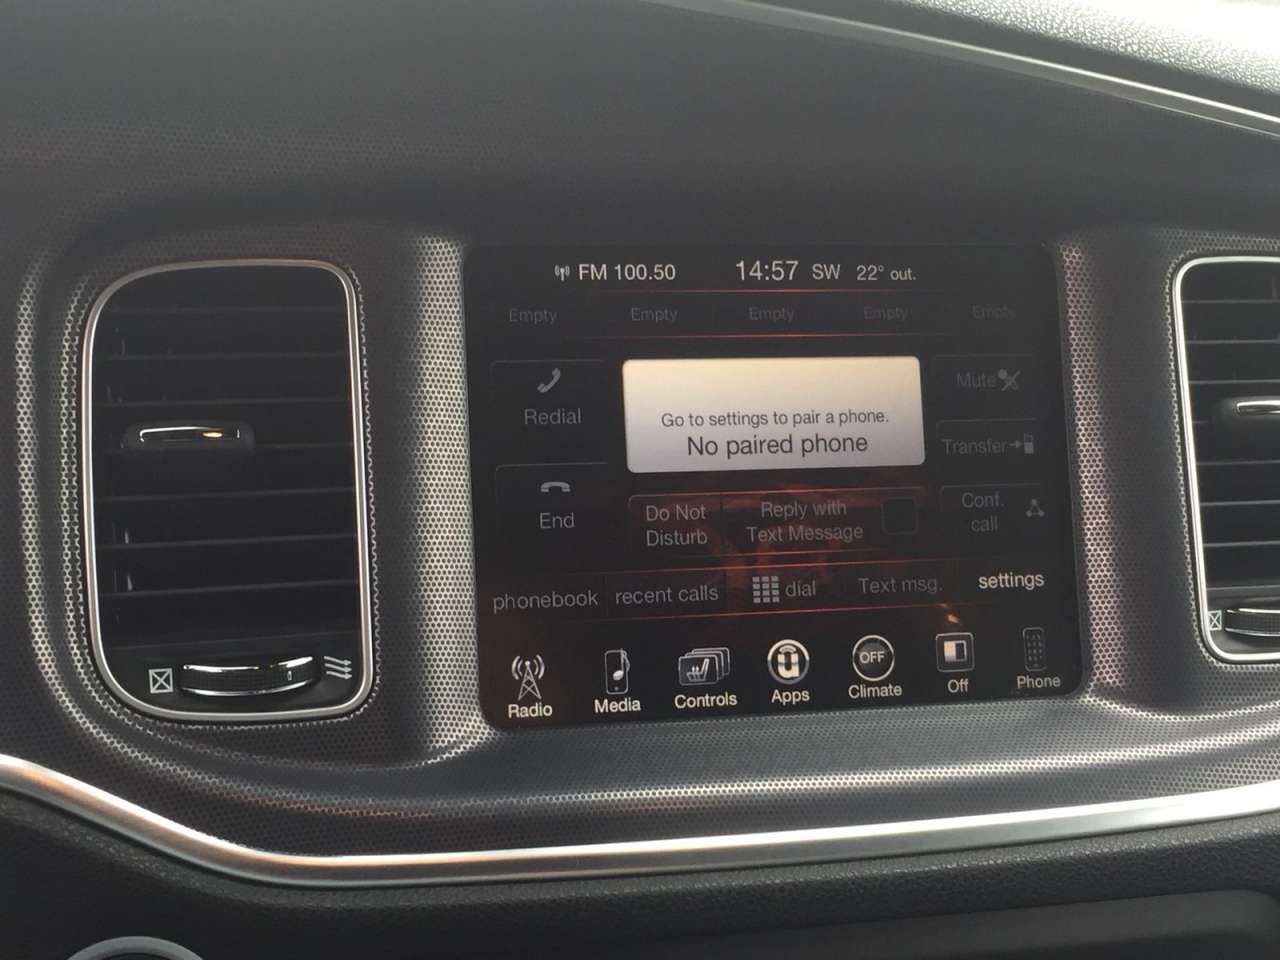 FM 100.50 14:57 SW 22° out.
Empty Empty Empty Empty Empty
Redial
Go to settings to pair a phone.
No paired phone
Mute
Transfer
End
Do Not
Disturb
Reply with
Text Message
Conf.
call
phonebook recent calls dial Text msg. settings
OFF
Radio Media Controls Apps Climate Off Phone